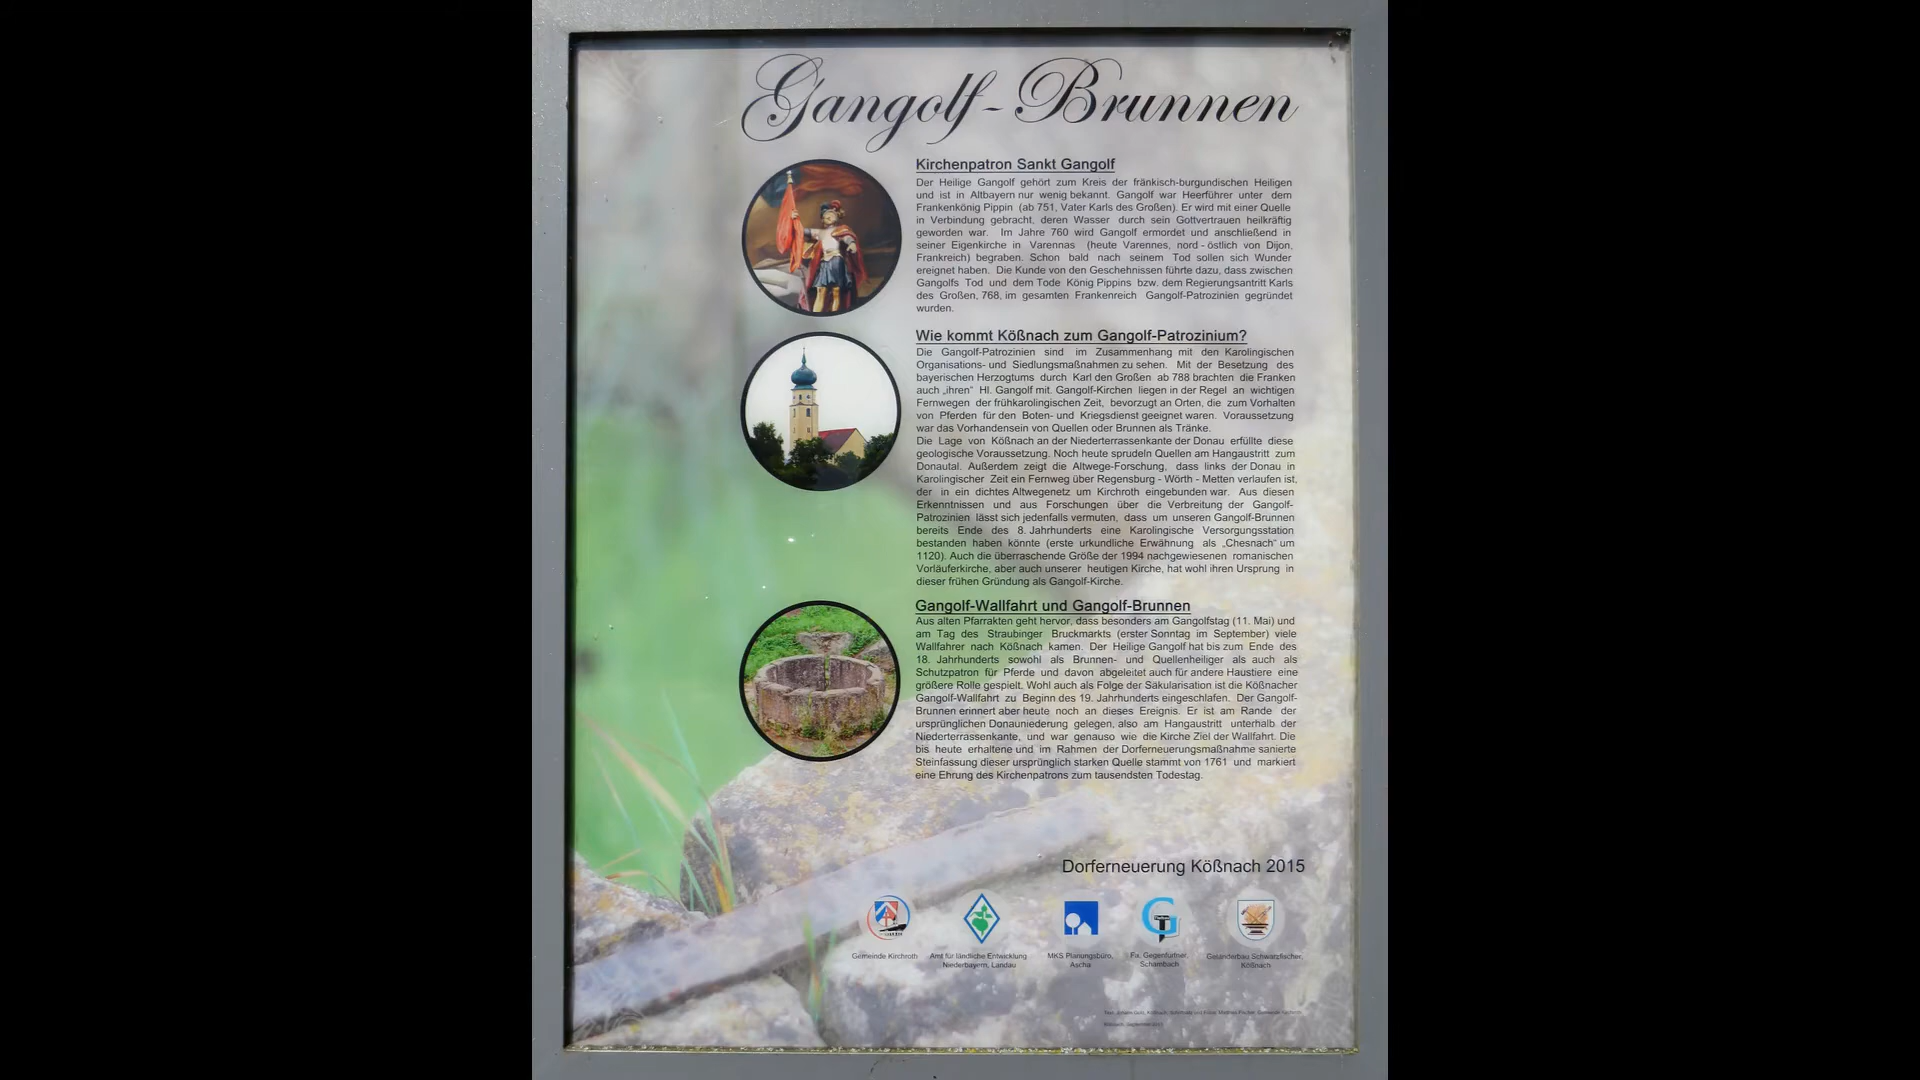 Gangolf-Brunnen
Kirchenpatron Sankt Gangolf
Der Heilige Gangolf gehört zum Kreis der fränkisch-burgundischen Heiligen
und ist in Altbayern nur wenig bekannt. Gangolf war Heerführer unter dem
Frankenkönig Pippin (ab 751, Vater Karls des Großen). Er wird mit einer Quelle
in Verbindung gebracht, deren Wasser durch sein Gottvertrauen heilkräftig
geworden war. Im Jahre 760 wird Gangolf ermordet und anschließend in
seiner Eigenkirche in Varennas (heute Varennes, nord - östlich von Dijon,
Frankreich) begraben. Schon bald nach seinem Tod sollen sich Wunder
ereignet haben. Die Kunde von den Geschehnissen führte dazu, dass zwischen
Gangolfs Tod und dem Tode König Pippins bzw. dem Regierungsantritt Karls
des Großen, 768, im gesamten Frankenreich Gangolf-Patrozinien gegründet
wurden.
Wie kommt Kößnach zum Gangolf-Patrozinium?
Die Gangolf-Patrozinien sind im Zusammenhang mit den Karolingischen
Organisations- und Siedlungsmaßnahmen zu sehen. Mit der Besetzung des
bayerischen Herzogtums durch Karl den Großen ab 788 brachten die Franken
auch „ihren“ Hl. Gangolf mit. Gangolf-Kirchen liegen in der Regel an wichtigen
Fernwegen der frühkarolingischen Zeit, bevorzugt an Orten, die zum Vorhalten
von Pferden für den Boten- und Kriegsdienst geeignet waren. Voraussetzung
war das Vorhandensein von Quellen oder Brunnen als Tränke.
Die Lage von Kößnach an der Niederterrassenkante der Donau erfüllte diese
geologische Voraussetzung. Noch heute sprudeln Quellen am Hangaustritt zum
Donautal. Außerdem zeigt die Altwege-Forschung, dass links der Donau in
Karolingischer Zeit ein Fernweg über Regensburg - Wörth - Metten verlaufen ist,
der in ein dichtes Altwegenetz um Kirchroth eingebunden war. Aus diesen
Erkenntnissen und aus Forschungen über die Verbreitung der Gangolf-
Patrozinien lässt sich jedenfalls vermuten, dass um unseren Gangolf-Brunnen
bereits Ende des 8. Jahrhunderts eine Karolingische Versorgungsstation
bestanden haben könnte (erste urkundliche Erwähnung als „Chesnach“ um
1120). Auch die überraschende Größe der 1994 nachgewiesenen romanischen
Vorläuferkirche, aber auch unserer heutigen Kirche, hat wohl ihren Ursprung in
dieser frühen Gründung als Gangolf-Kirche.
Gangolf-Wallfahrt und Gangolf-Brunnen
Aus alten Pfarrakten geht hervor, dass besonders am Gangolfstag (11. Mai) und
am Tag des Straubinger Bruckmarkts (erster Sonntag im September) viele
Wallfahrer nach Kößnach kamen. Der Heilige Gangolf hat bis zum Ende des
18. Jahrhunderts sowohl als Brunnen- und Quellenheiliger als auch als
Schutzpatron für Pferde und davon abgeleitet auch für andere Haustiere eine
größere Rolle gespielt. Wohl auch als Folge der Säkularisation ist die Kößnacher
Gangolf-Wallfahrt zu Beginn des 19. Jahrhunderts eingeschlafen. Der Gangolf-
Brunnen erinnert aber heute noch an dieses Ereignis. Er ist am Rande der
ursprünglichen Donauniederung gelegen, also am Hangaustritt unterhalb der
Niederterrassenkante, und war genauso wie die Kirche Ziel der Wallfahrt. Die
bis heute erhaltene und im Rahmen der Dorferneuerungsmaßnahme sanierte
Steinfassung dieser ursprünglich starken Quelle stammt von 1761 und markiert
eine Ehrung des Kirchenpatrons zum tausendsten Todestag.
Dorferneuerung Kößnach 2015
Gemeinde Kirchroth
Amt für ländliche Entwicklung
Niederbayern, Landau
MKS Planungsbüro,
Ascha
Fa. Gegenfurtner,
Schambach
Geländerbau Schwarzfischer,
Kößnach